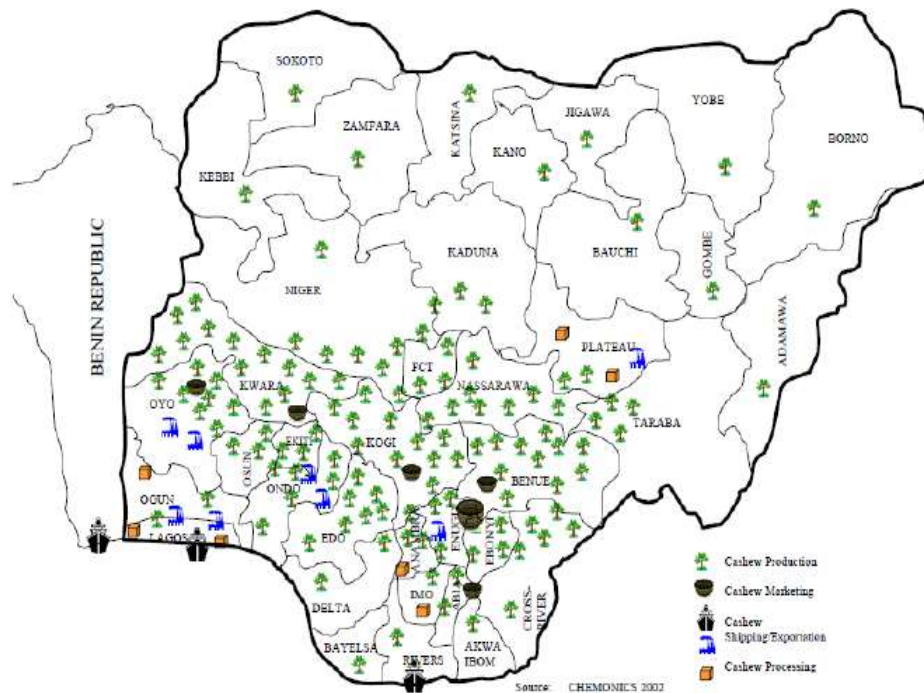 SOKOTO
YOBE
JIGAWA
KATSINA
ZAMFARA
BORNO
KANO
KEBBI
BENIN REPUBLIC
KADUNA
BAUCHI
GOMBE
NIGER
ADAMAWA
PLATEAU
FCT
NASSARAWA
KWARA
OYO
TARABA
EKITI
KOGI
OSUN
BENUE
ONDO
OGUN
ANAMBRA
ENUGU
EBONYI
LAGOS
EDO
IMO
ABIA
CROSS-
RIVER
DELTA
BAYELSA
AKWA
IBOM
RIVERS
Cashew Production
Cashew Marketing
Cashew
Shipping/Exportation
Cashew Processing
Source: CHEMONICS 2002